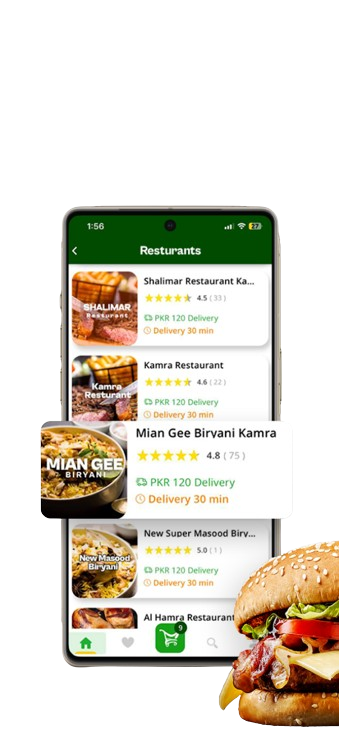 1:56
27
Resturants
SHALIMAR
Resturant
Shalimar Restaurant Ka...
4.5 (33)
PKR 120 Delivery
Delivery 30 min
Kamra
Resturant
Kamra Restaurant
4.6 (22)
PKR 120 Delivery
Delivery 30 min
MIAN GEE
BIRYANI
Mian Gee Biryani Kamra
4.8 (75)
PKR 120 Delivery
Delivery 30 min
New Masood
Biryani
New Super Masood Biry...
5.0 (1)
PKR 120 Delivery
Delivery 30 min
Al Hamra Restaurant
9